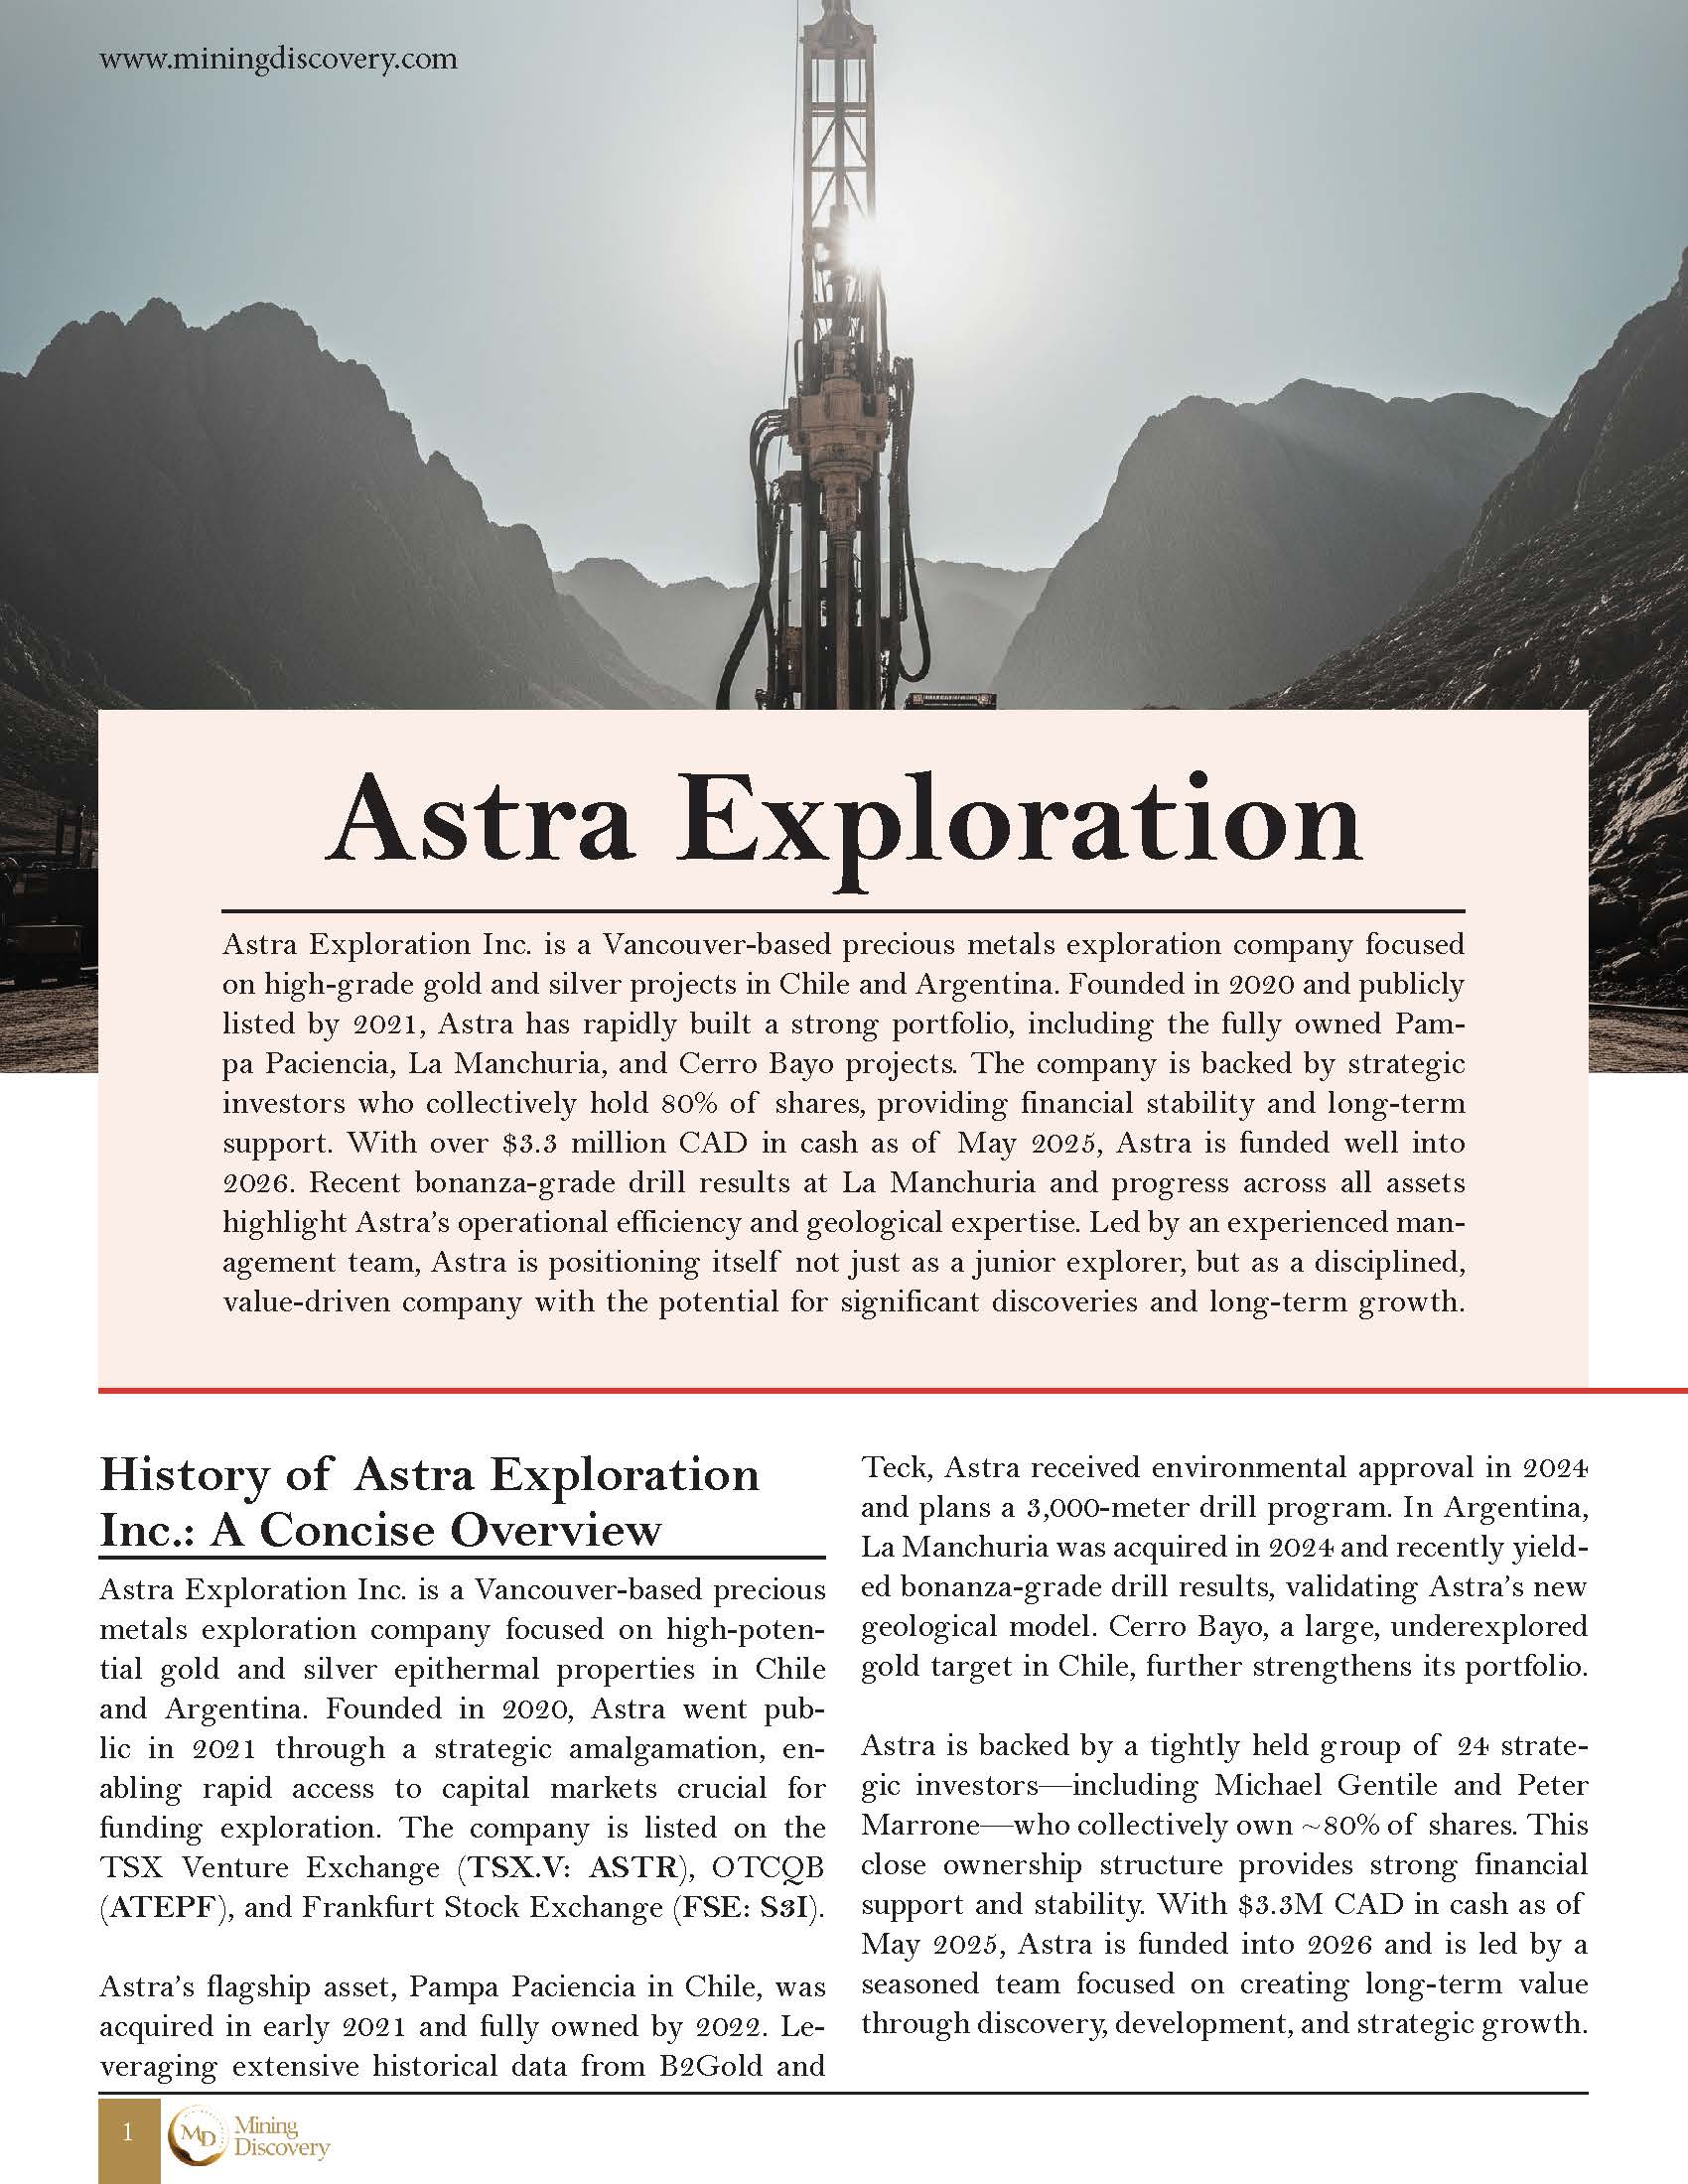 www.miningdiscovery.com
Astra Exploration
Astra Exploration Inc. is a Vancouver-based precious metals exploration company focused
on high-grade gold and silver projects in Chile and Argentina. Founded in 2020 and publicly
listed by 2021, Astra has rapidly built a strong portfolio, including the fully owned Pam-
pa Paciencia, La Manchuria, and Cerro Bayo projects. The company is backed by strategic
investors who collectively hold 80% of shares, providing financial stability and long-term
support. With over $3.3 million CAD in cash as of May 2025, Astra is funded well into
2026. Recent bonanza-grade drill results at La Manchuria and progress across all assets
highlight Astra's operational efficiency and geological expertise. Led by an experienced man-
agement team, Astra is positioning itself not just as a junior explorer, but as a disciplined,
value-driven company with the potential for significant discoveries and long-term growth.
History of Astra Exploration
Inc.: A Concise Overview
Astra Exploration Inc. is a Vancouver-based precious
metals exploration company focused on high-poten-
tial gold and silver epithermal properties in Chile
and Argentina. Founded in 2020, Astra went pub-
lic in 2021 through a strategic amalgamation, en-
abling rapid access to capital markets crucial for
funding exploration. The company is listed on the
TSX Venture Exchange (TSX.V: ASTR), OTCQB
(ATEPF), and Frankfurt Stock Exchange (FSE: S3I).
Astra's flagship asset, Pampa Paciencia in Chile, was
acquired in early 2021 and fully owned by 2022. Le-
veraging extensive historical data from B2Gold and
Teck, Astra received environmental approval in 2024
and plans a 3,000-meter drill program. In Argentina,
La Manchuria was acquired in 2024 and recently yield-
ed bonanza-grade drill results, validating Astra's new
geological model. Cerro Bayo, a large, underexplored
gold target in Chile, further strengthens its portfolio.
Astra is backed by a tightly held group of 24 strate-
gic investors—including Michael Gentile and Peter
Marrone—who collectively own ~80% of shares. This
close ownership structure provides strong financial
support and stability. With $3.3M CAD in cash as of
May 2025, Astra is funded into 2026 and is led by a
seasoned team focused on creating long-term value
through discovery, development, and strategic growth.
1
MD
Mining
Discovery